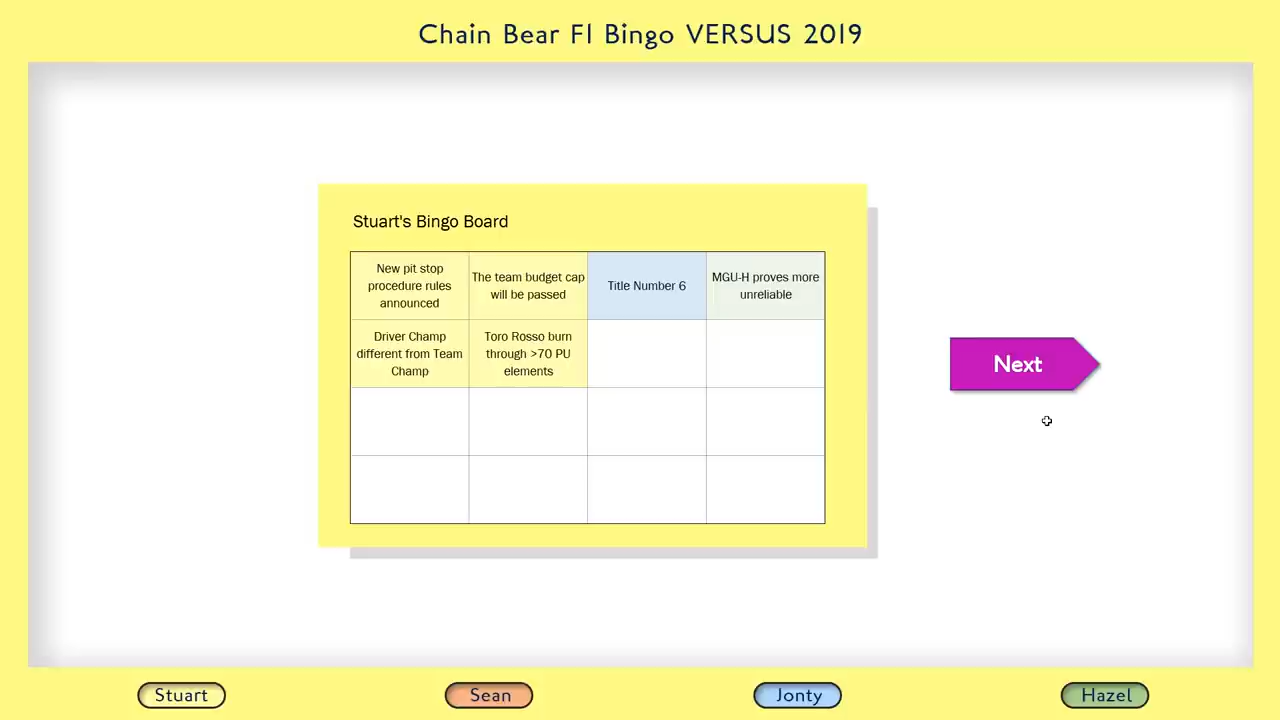 Chain Bear F1 Bingo VERSUS 2019
Stuart's Bingo Board
New pit stop
procedure rules
announced
The team budget cap
will be passed
Title Number 6
MGU-H proves more
unreliable
Driver Champ
different from Team
Champ
Toro Rosso burn
through >70 PU
elements
Next
Stuart
Sean
Jonty
Hazel